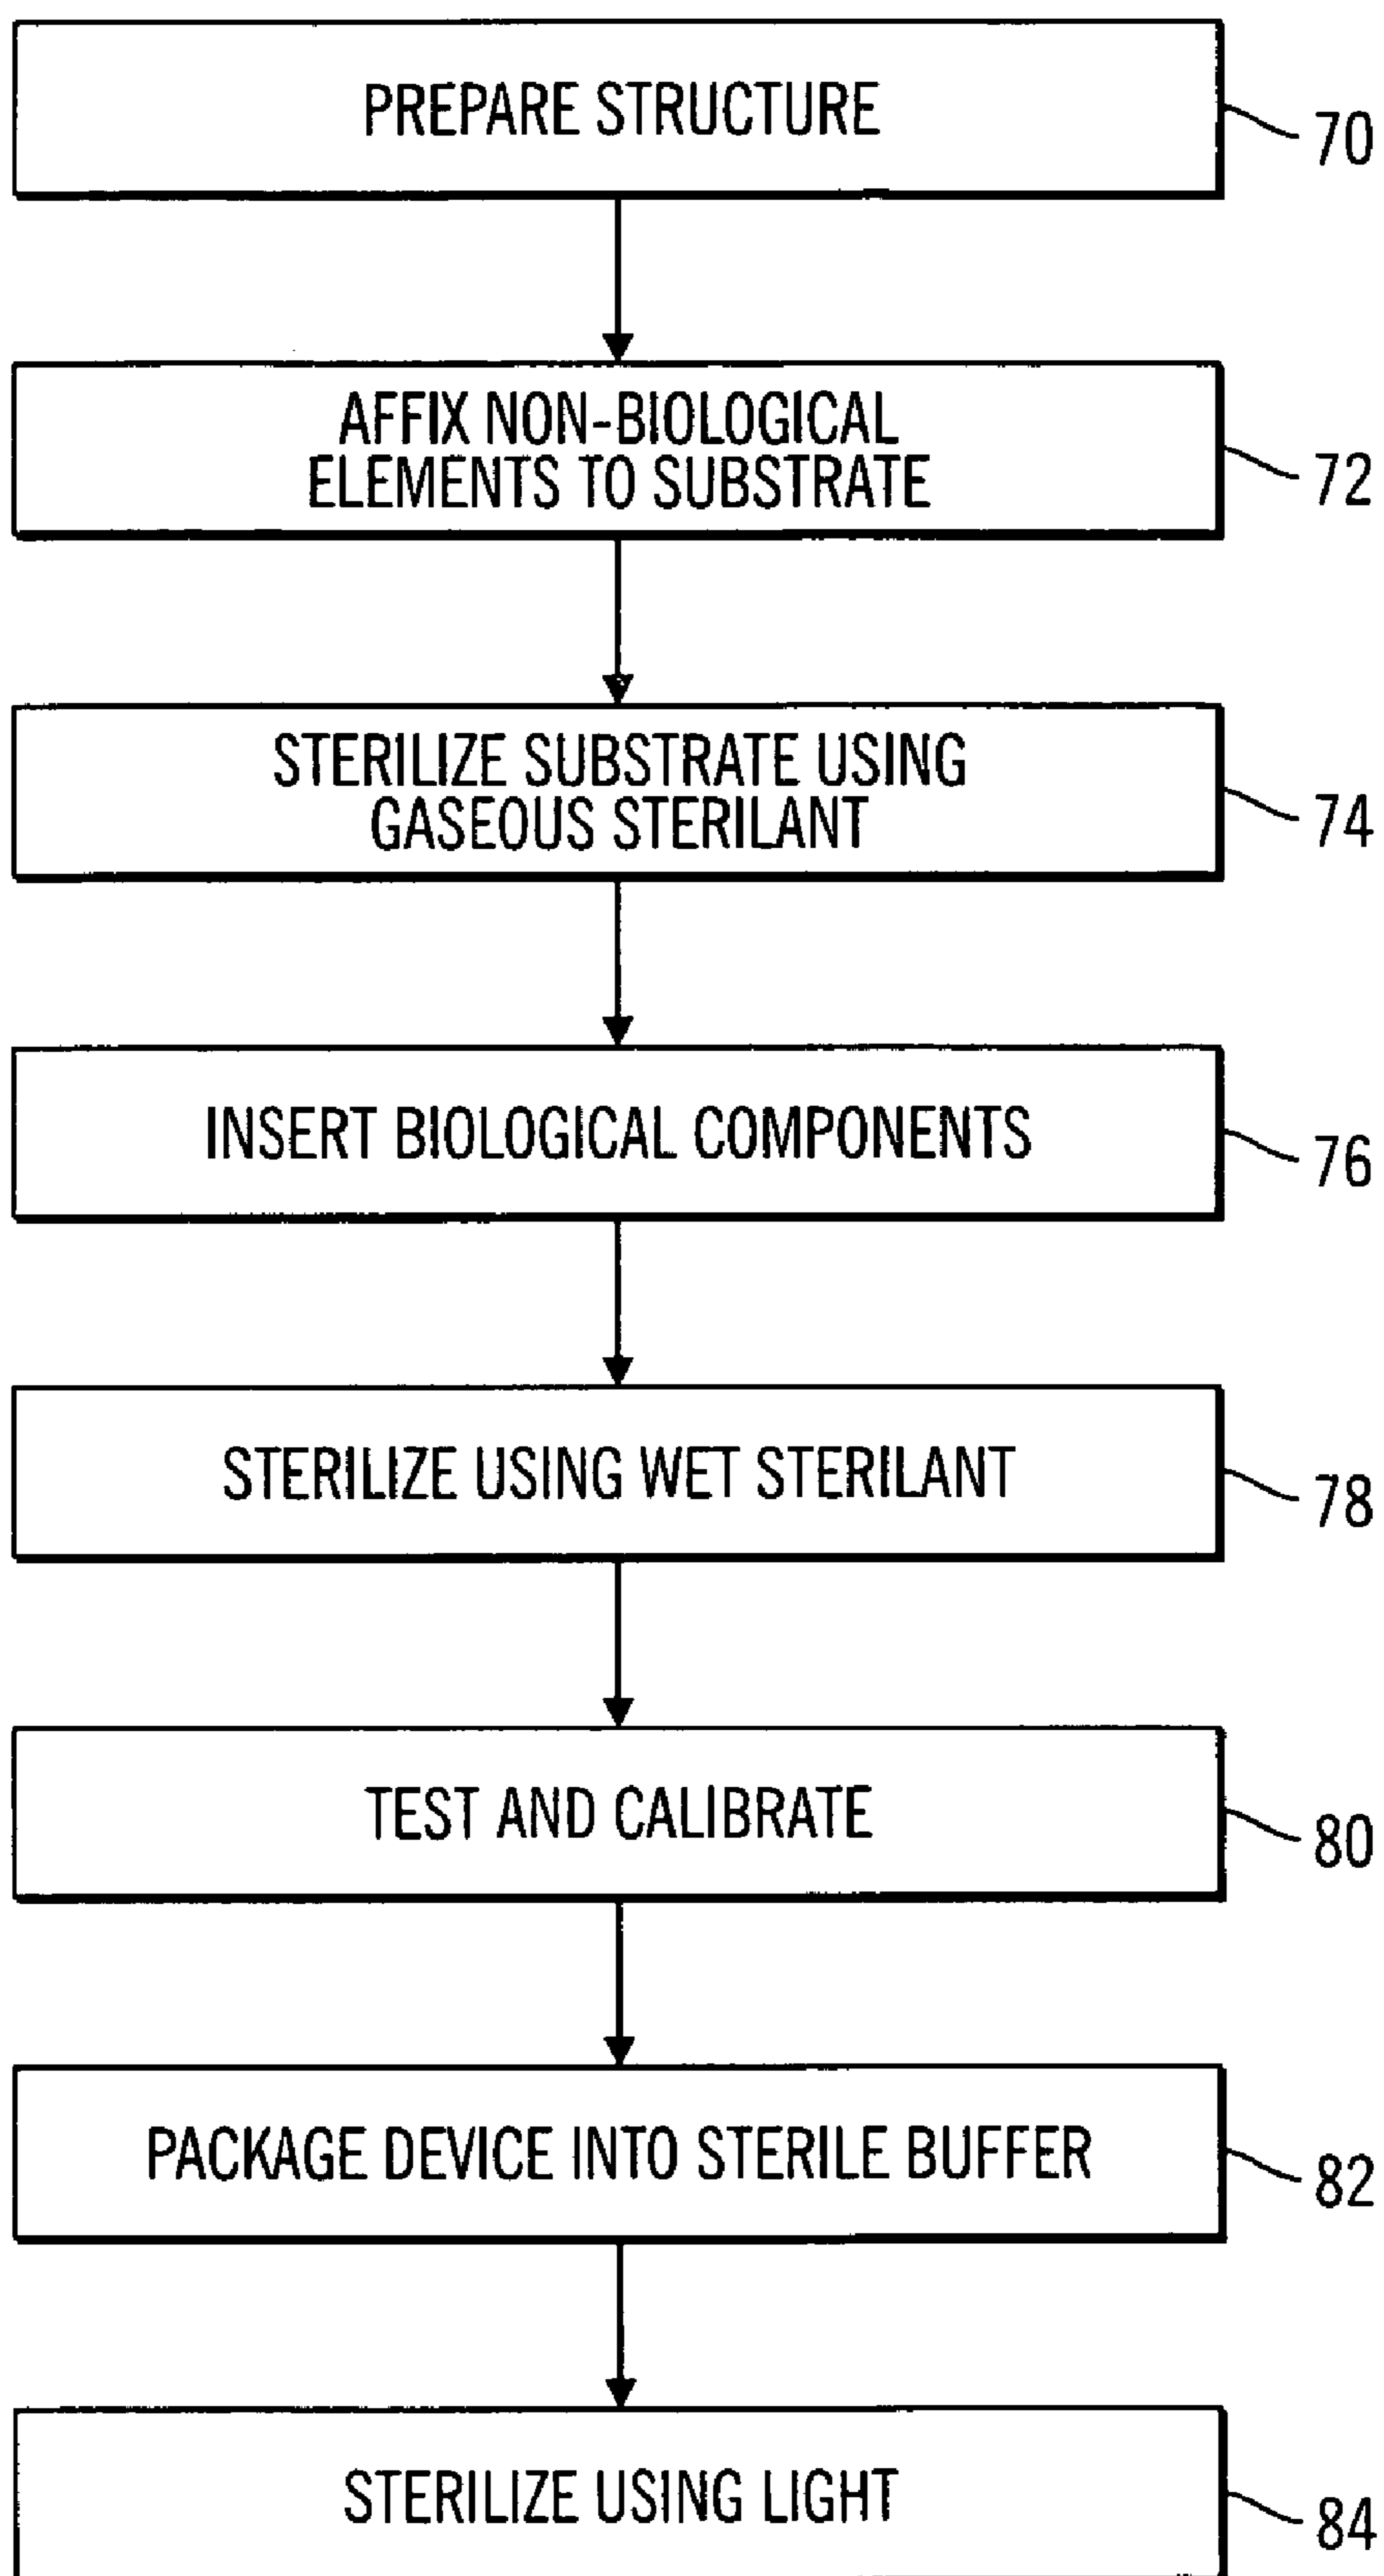 PREPARE STRUCTURE
70
AFFIX NON-BIOLOGICAL
ELEMENTS TO SUBSTRATE
72
STERILIZE SUBSTRATE USING
GASEOUS STERILANT
74
INSERT BIOLOGICAL COMPONENTS
76
STERILIZE USING WET STERILANT
78
TEST AND CALIBRATE
80
PACKAGE DEVICE INTO STERILE BUFFER
82
STERILIZE USING LIGHT
84